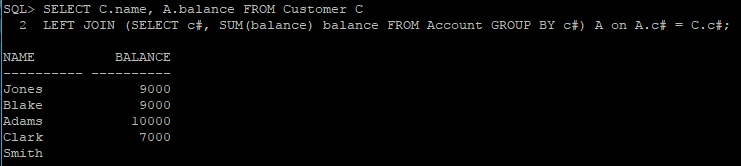 SQL> SELECT C.name, A.balance FROM Customer C
  2  LEFT JOIN (SELECT c#, SUM(balance) balance FROM Account GROUP BY c#) A on A.c# = C.c#;
NAME          BALANCE
---------- ----------
Jones            9000
Blake            9000
Adams           10000
Clark            7000
Smith